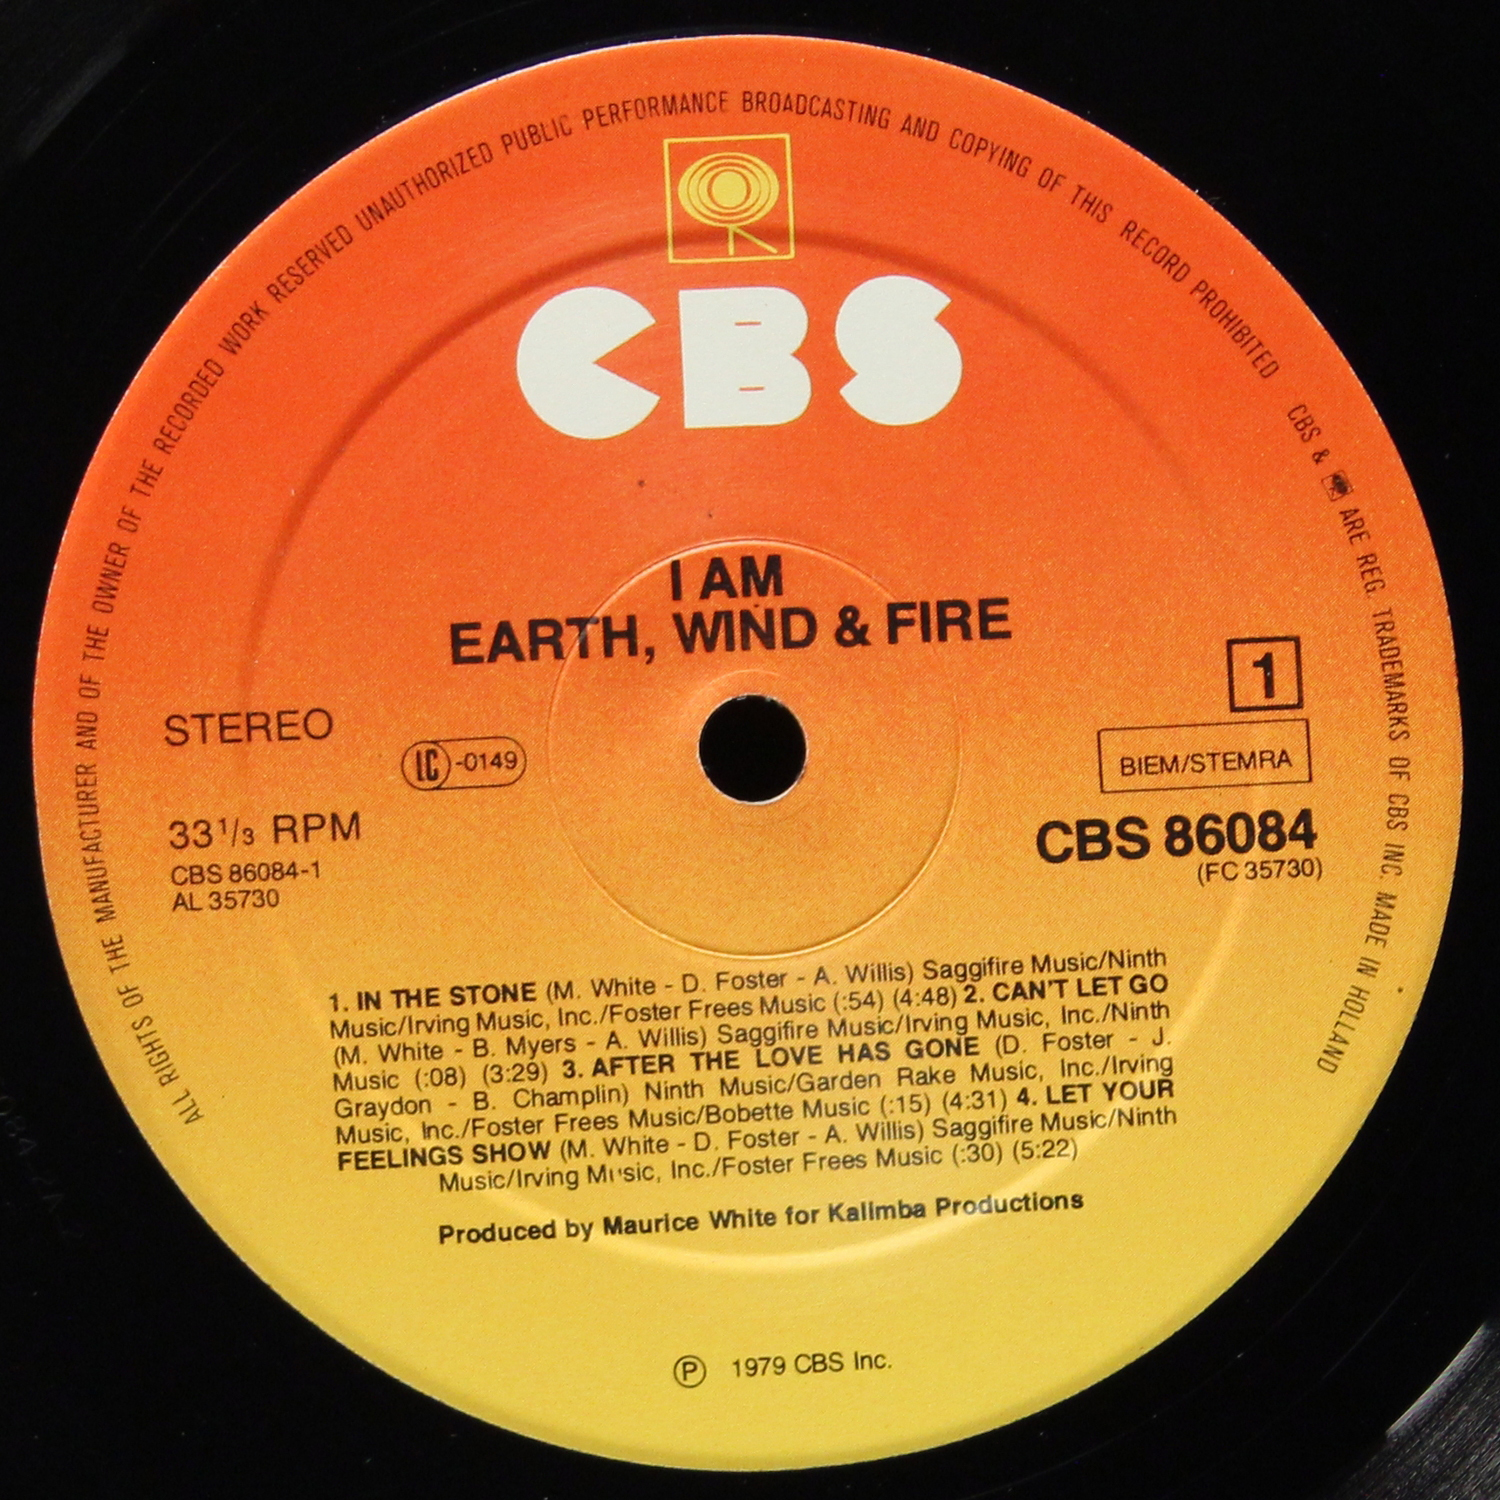 ALL RIGHTS OF THE MANUFACTURER AND OF THE OWNER OF THE RECORDED WORK RESERVED UNAUTHORIZED PUBLIC PERFORMANCE BROADCASTING AND COPYING OF THIS RECORD PROHIBITED CBS & ARE REG. TRADEMARKS OF CBS INC. MADE IN HOLLAND
CBS
I AM
EARTH, WIND & FIRE
STEREO
LC -0149
33 1/3 RPM
CBS 86084-1
AL 35730
1
BIEM/STEMRA
CBS 86084
(FC 35730)
1. IN THE STONE (M. White - D. Foster - A. Willis) Saggifire Music/Ninth
Music/Irving Music, Inc./Foster Frees Music (:54) (4:48) 2. CAN'T LET GO
(M. White - B. Myers - A. Willis) Saggifire Music/Irving Music, Inc./Ninth
Music (:08) (3:29) 3. AFTER THE LOVE HAS GONE (D. Foster - J.
Graydon - B. Champlin) Ninth Music/Garden Rake Music, Inc./Irving
Music, Inc./Foster Frees Music/Bobette Music (:15) (4:31) 4. LET YOUR
FEELINGS SHOW (M. White - D. Foster - A. Willis) Saggifire Music/Ninth
Music/Irving Music, Inc./Foster Frees Music (:30) (5:22)
Produced by Maurice White for Kalimba Productions
Ⓟ 1979 CBS Inc.